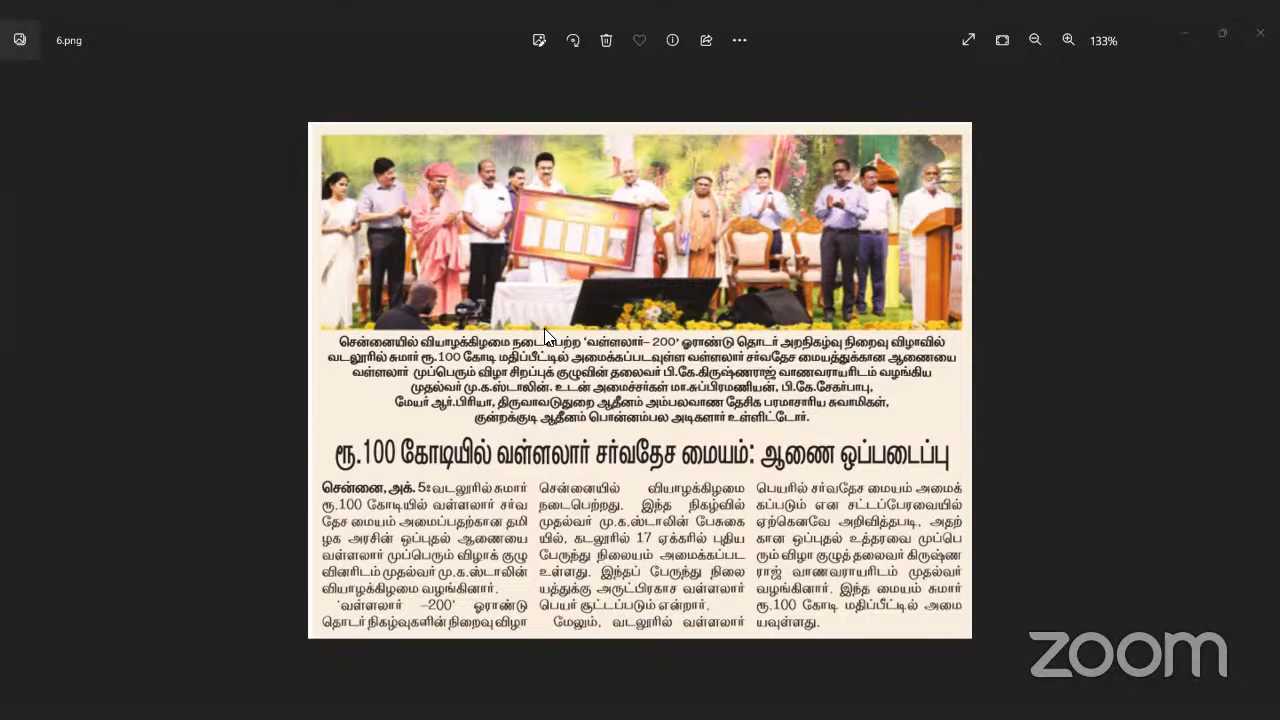 6.png
133%
சென்னையில் வியாழக்கிழமை நடைபெற்ற 'வள்ளலார்– 200' ஓராண்டு தொடர் அறநிகழ்வு நிறைவு விழாவில்
வடலூரில் சுமார் ரூ.100 கோடி மதிப்பீட்டில் அமைக்கப்படவுள்ள வள்ளலார் சர்வதேச மையத்துக்கான ஆணையை
வள்ளலார் முப்பெரும் விழா சிறப்புக் குழுவின் தலைவர் பி.கே.கிருஷ்ணராஜ் வாணவராயரிடம் வழங்கிய
முதல்வர் மு.க.ஸ்டாலின். உடன் அமைச்சர்கள் மா.சுப்பிரமணியன், பி.கே.சேகர்பாபு,
மேயர் ஆர்.பிரியா, திருவாவடுதுறை ஆதீனம் அம்பலவாண தேசிக பரமாசாரிய சுவாமிகள்,
குன்றக்குடி ஆதீனம் பொன்னம்பல அடிகளார் உள்ளிட்டோர்.
ரூ.100 கோடியில் வள்ளலார் சர்வதேச மையம்: ஆணை ஒப்படைப்பு
சென்னை, அக். 5: வடலூரில் சுமார்
ரூ.100 கோடியில் வள்ளலார் சர்வ
தேச மையம் அமைப்பதற்கான தமி
ழக அரசின் ஒப்புதல் ஆணையை
வள்ளலார் முப்பெரும் விழாக் குழு
வினரிடம் முதல்வர் மு.க.ஸ்டாலின்
வியாழக்கிழமை வழங்கினார்.
'வள்ளலார் –200' ஓராண்டு
தொடர் நிகழ்வுகளின் நிறைவு விழா
சென்னையில் வியாழக்கிழமை
நடைபெற்றது. இந்த நிகழ்வில்
முதல்வர் மு.க.ஸ்டாலின் பேசுகை
யில், கடலூரில் 17 ஏக்கரில் புதிய
பேருந்து நிலையம் அமைக்கப்பட
உள்ளது. இந்தப் பேருந்து நிலை
யத்துக்கு அருட்பிரகாச வள்ளலார்
பெயர் சூட்டப்படும் என்றார்.
மேலும், வடலூரில் வள்ளலார்
பெயரில் சர்வதேச மையம் அமைக்
கப்படும் என சட்டப்பேரவையில்
ஏற்கெனவே அறிவித்தபடி, அதற்
கான ஒப்புதல் உத்தரவை முப்பெ
ரும் விழா குழுத் தலைவர் கிருஷ்ண
ராஜ் வாணவராயரிடம் முதல்வர்
வழங்கினார். இந்த மையம் சுமார்
ரூ.100 கோடி மதிப்பீட்டில் அமை
யவுள்ளது.
zoom